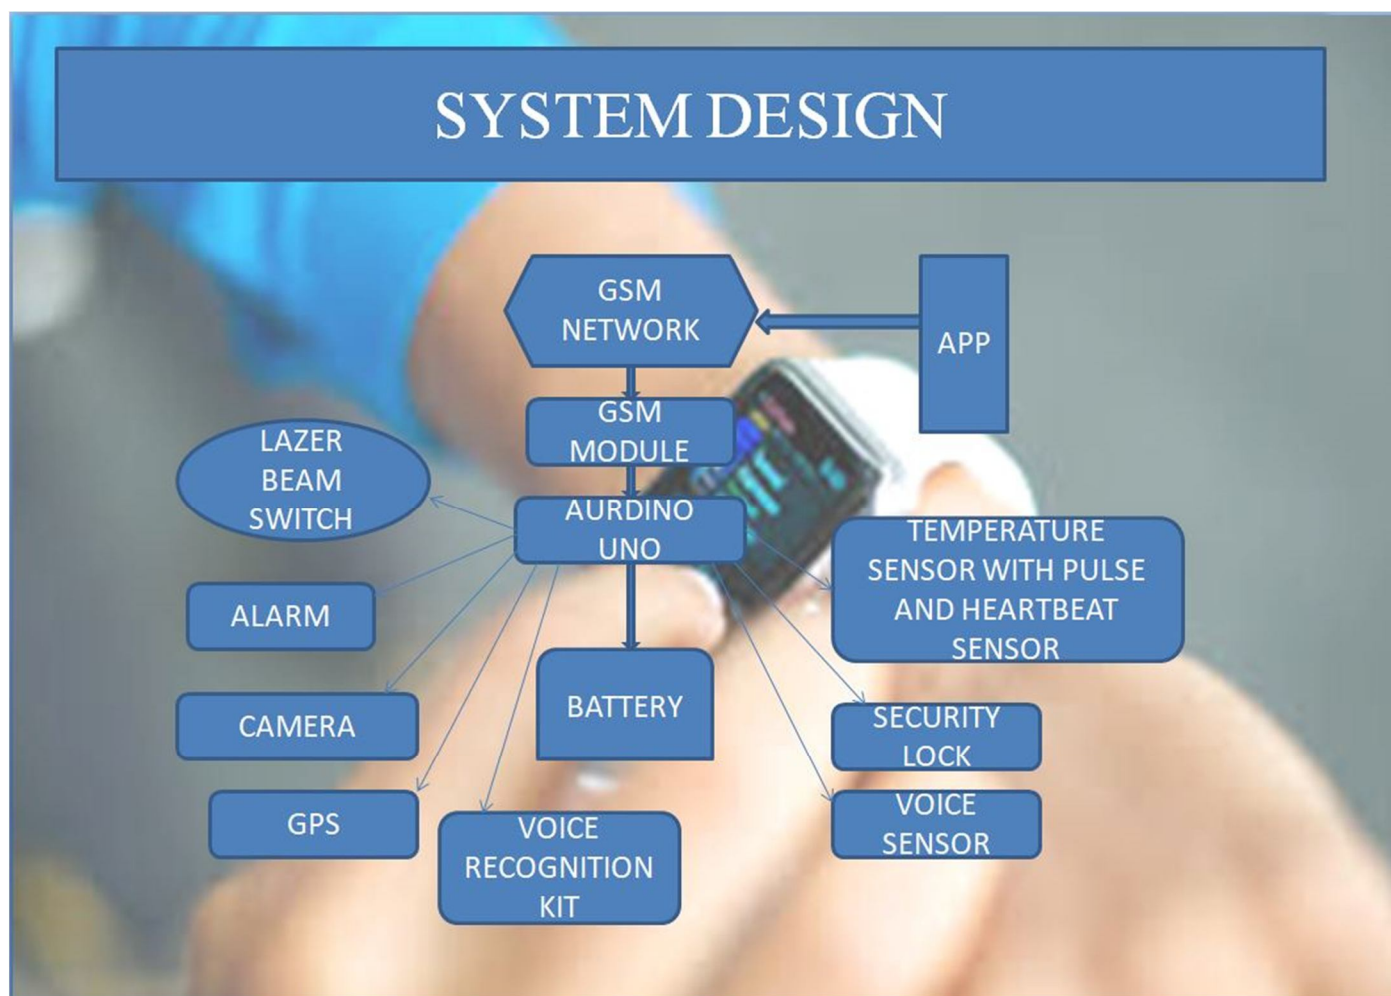 SYSTEM DESIGN
GSM
NETWORK
APP
GSM
MODULE
LAZER
BEAM
SWITCH
AURDINO
UNO
TEMPERATURE
SENSOR WITH PULSE
AND HEARTBEAT
SENSOR
ALARM
BATTERY
CAMERA
SECURITY
LOCK
GPS
VOICE
RECOGNITION
KIT
VOICE
SENSOR